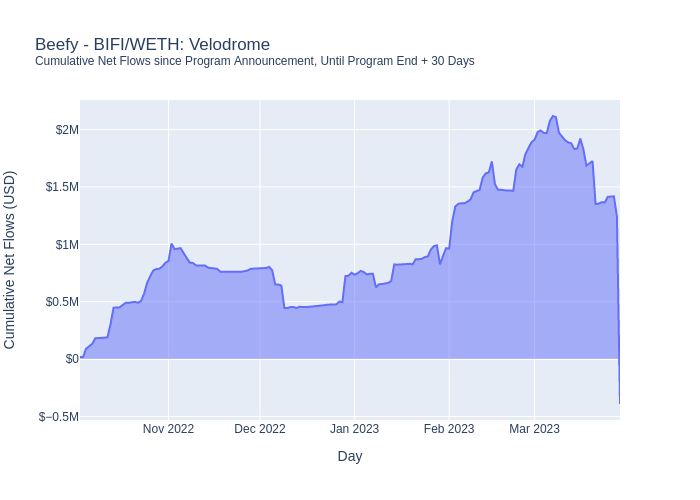 Beefy - BIFI/WETH: Velodrome
Cumulative Net Flows since Program Announcement, Until Program End + 30 Days
Cumulative Net Flows (USD)
$2M
$1.5M
$1M
$0.5M
$0
$−0.5M
Nov 2022
Dec 2022
Jan 2023
Feb 2023
Mar 2023
Day